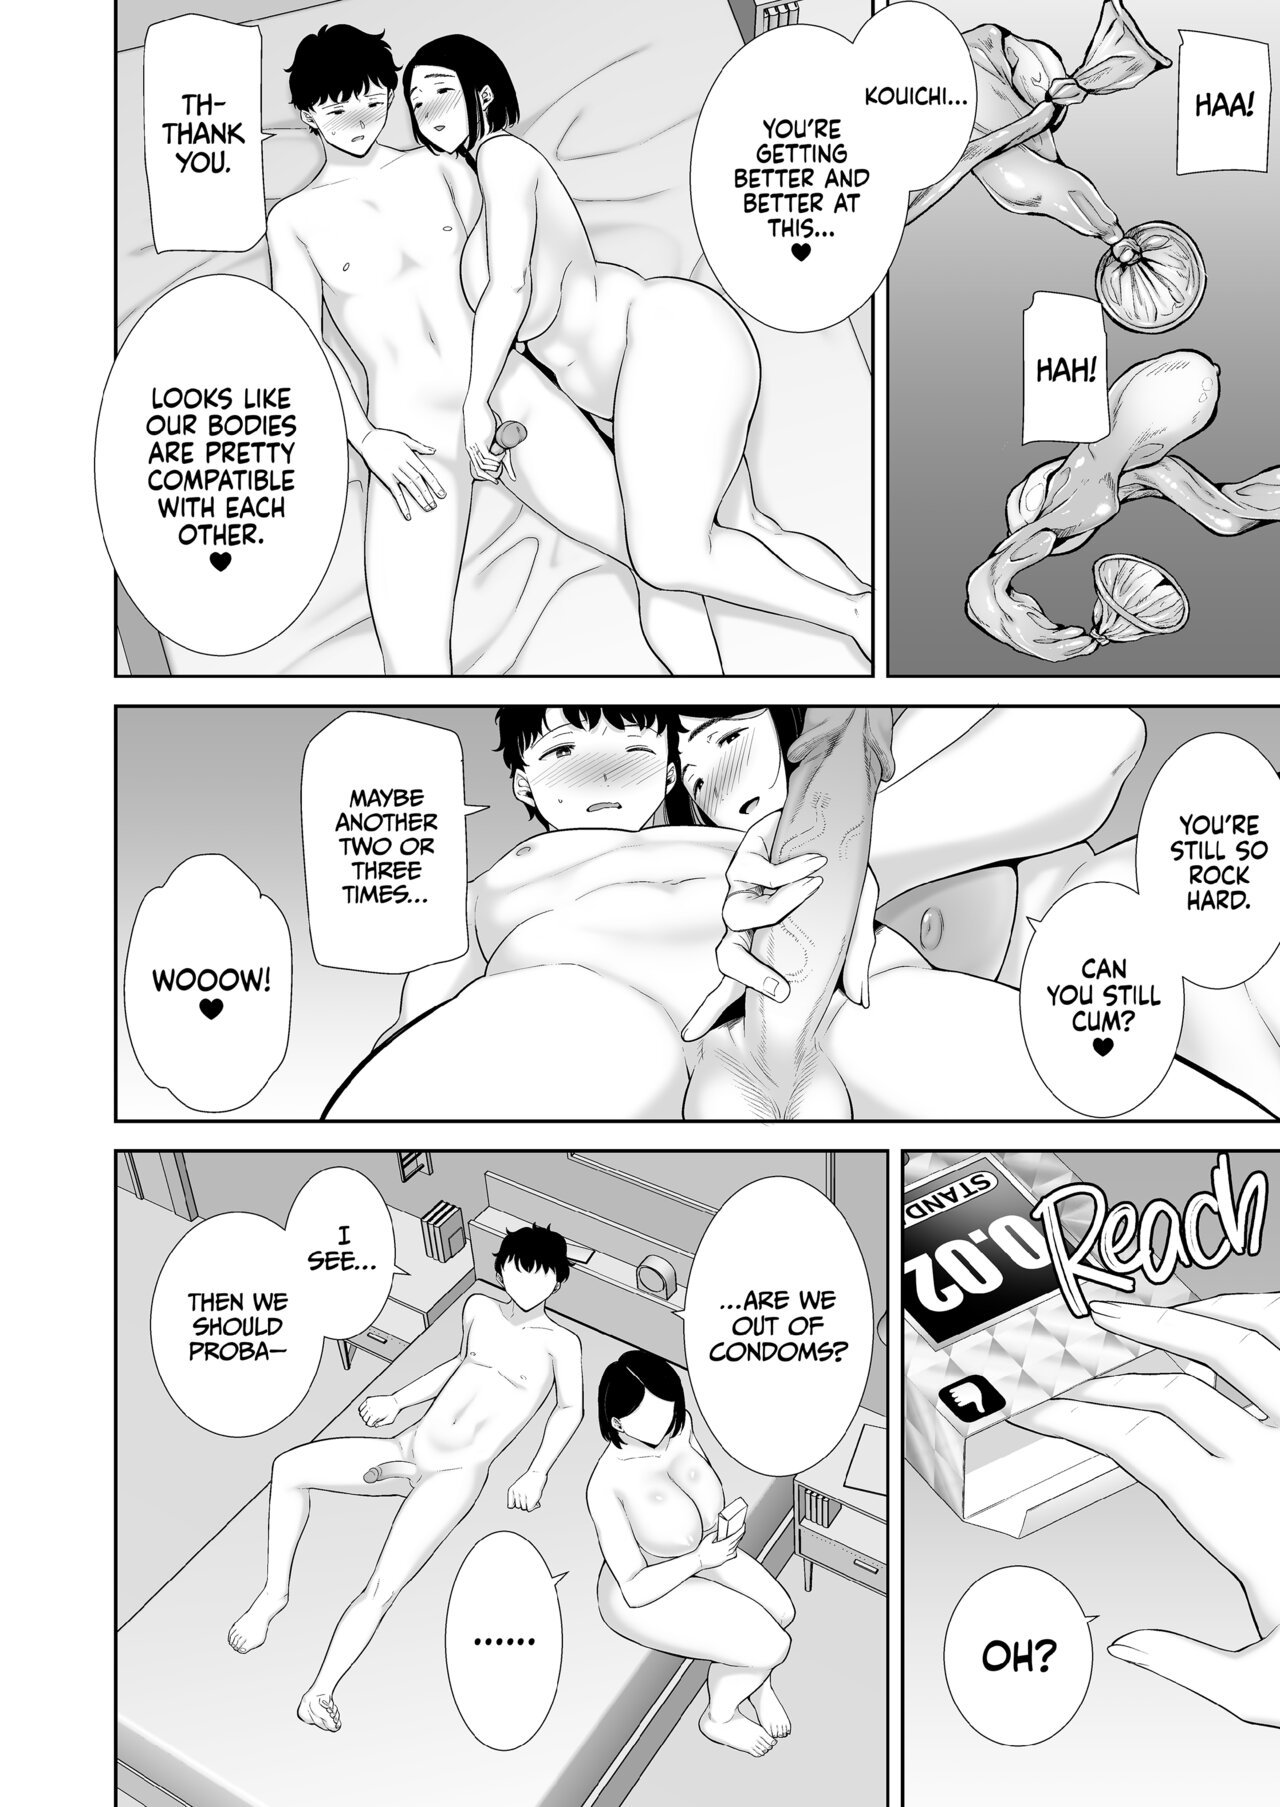 HAA!
HAH!
KOUICHI...
YOU'RE
GETTING
BETTER AND
BETTER AT
THIS...
♥
TH-
THANK
YOU.
LOOKS LIKE
OUR BODIES
ARE PRETTY
COMPATIBLE
WITH EACH
OTHER.
♥
YOU'RE
STILL SO
ROCK
HARD.
CAN
YOU STILL
CUM?
♥
MAYBE
ANOTHER
TWO OR
THREE
TIMES...
WOOOW!
♥
Reach
STAND
0.02
OH?
...ARE WE
OUT OF
CONDOMS?
I
SEE...
THEN WE
SHOULD
PROBA-
......